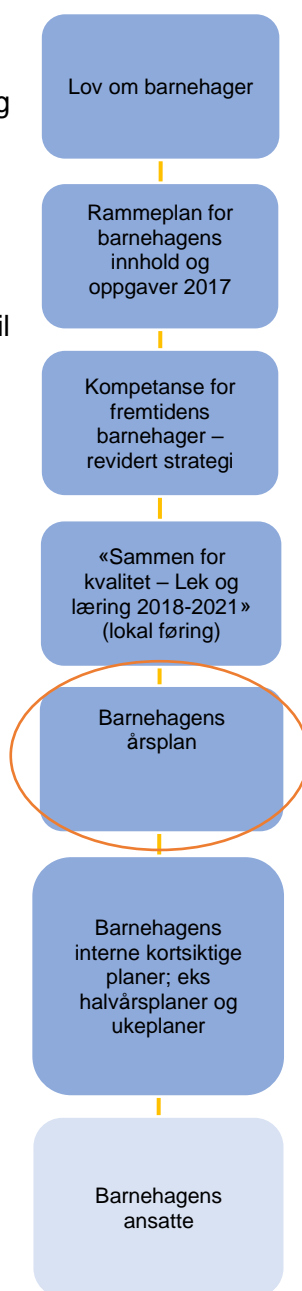 g
Lov om barnehager
Rammeplan for
barnehagens
innhold og
oppgaver 2017
il
Kompetanse for
fremtidens
barnehager –
revidert strategi
«Sammen for
kvalitet – Lek og
læring 2018-2021»
(lokal føring)
Barnehagens
årsplan
Barnehagens
interne kortsiktige
planer; eks
halvårsplaner og
ukeplaner
Barnehagens
ansatte